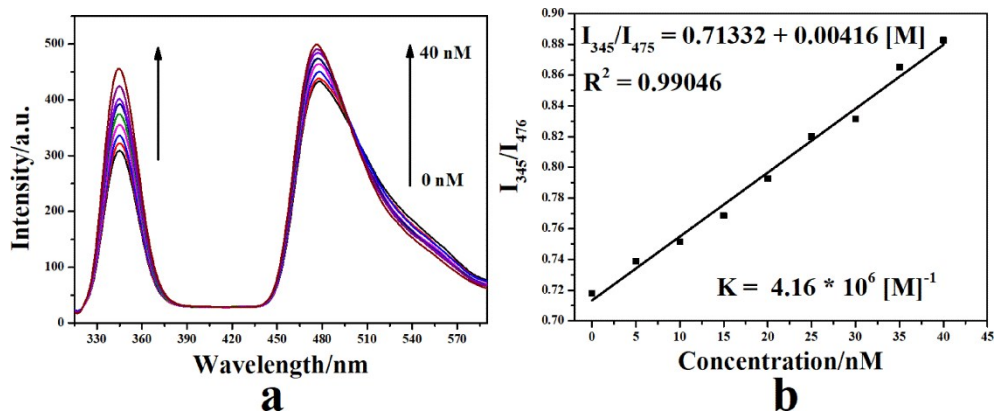 500
400
300
200
100
0
330 360 390 420 450 480 510 540 570
Intensity/a.u.
Wavelength/nm
40 nM
0 nM
a
0.90
0.88
0.86
0.84
0.82
0.80
0.78
0.76
0.74
0.72
0.70
0 5 10 15 20 25 30 35 40
I₃₄₅/I₄₇₆
Concentration/nM
I₃₄₅/I₄₇₅ = 0.71332 + 0.00416 [M]
R² = 0.99046
K = 4.16 * 10⁶ [M]⁻¹
b